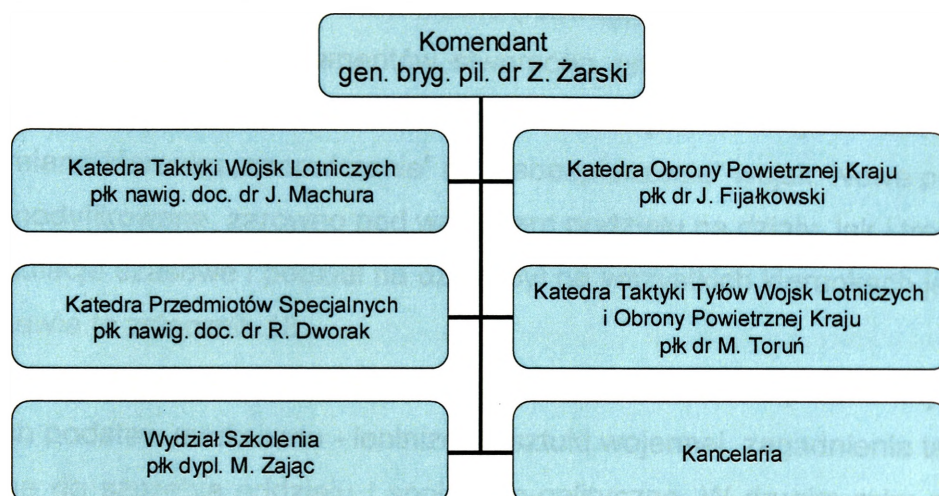 Komendant
gen. bryg. pil. dr Z. Żarski
Katedra Taktyki Wojsk Lotniczych
płk nawig. doc. dr J. Machura
Katedra Obrony Powietrznej Kraju
płk dr J. Fijałkowski
Katedra Przedmiotów Specjalnych
płk nawig. doc. dr R. Dworak
Katedra Taktyki Tyłów Wojsk Lotniczych
i Obrony Powietrznej Kraju
płk dr M. Toruń
Wydział Szkolenia
płk dypl. M. Zając
Kancelaria